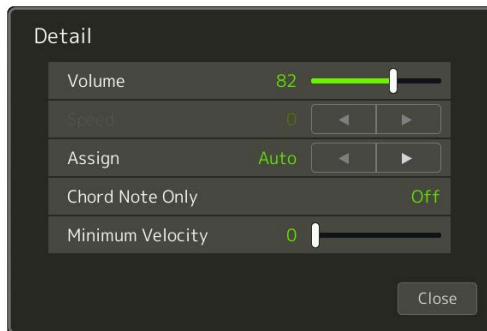 Detail
Volume 82
Speed 0
Assign Auto
Chord Note Only Off
Minimum Velocity 0
Close